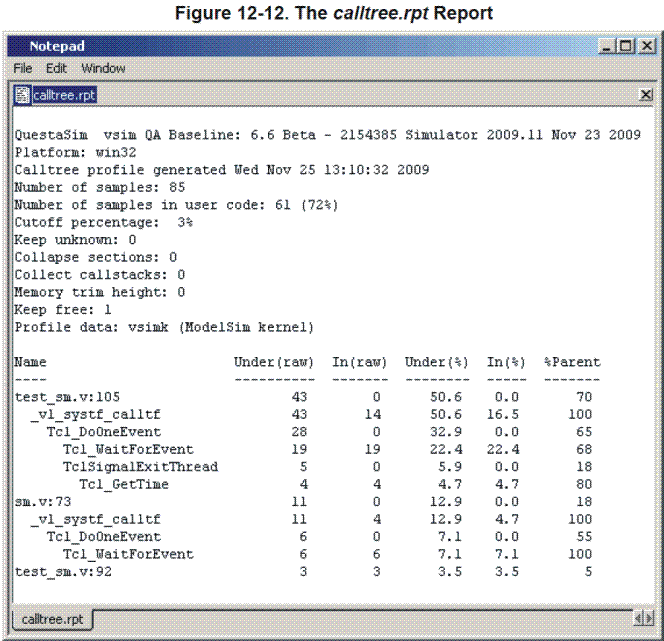 Figure 12-12. The calltree.rpt Report
Notepad
File Edit Window
calltree.rpt
QuestaSim vsim QA Baseline: 6.6 Beta - 2154385 Simulator 2009.11 Nov 23 2009
Platform: win32
Calltree profile generated Wed Nov 25 13:10:32 2009
Number of samples: 85
Number of samples in user code: 61 (72%)
Cutoff percentage: 3%
Keep unknown: 0
Collapse sections: 0
Collect callstacks: 0
Memory trim height: 0
Keep free: 1
Profile data: vsimk (ModelSim kernel)
Name Under(raw) In(raw) Under(%) In(%) %Parent
---- ---------- ------- -------- ----- -------
test_sm.v:105 43 0 50.6 0.0 70
_vl_systf_calltf 43 14 50.6 16.5 100
Tcl_DoOneEvent 28 0 32.9 0.0 65
Tcl_WaitForEvent 19 19 22.4 22.4 68
TclSignalExitThread 5 0 5.9 0.0 18
Tcl_GetTime 4 4 4.7 4.7 80
sm.v:73 11 0 12.9 0.0 18
_vl_systf_calltf 11 4 12.9 4.7 100
Tcl_DoOneEvent 6 0 7.1 0.0 55
Tcl_WaitForEvent 6 6 7.1 7.1 100
test_sm.v:92 3 3 3.5 3.5 5
calltree.rpt